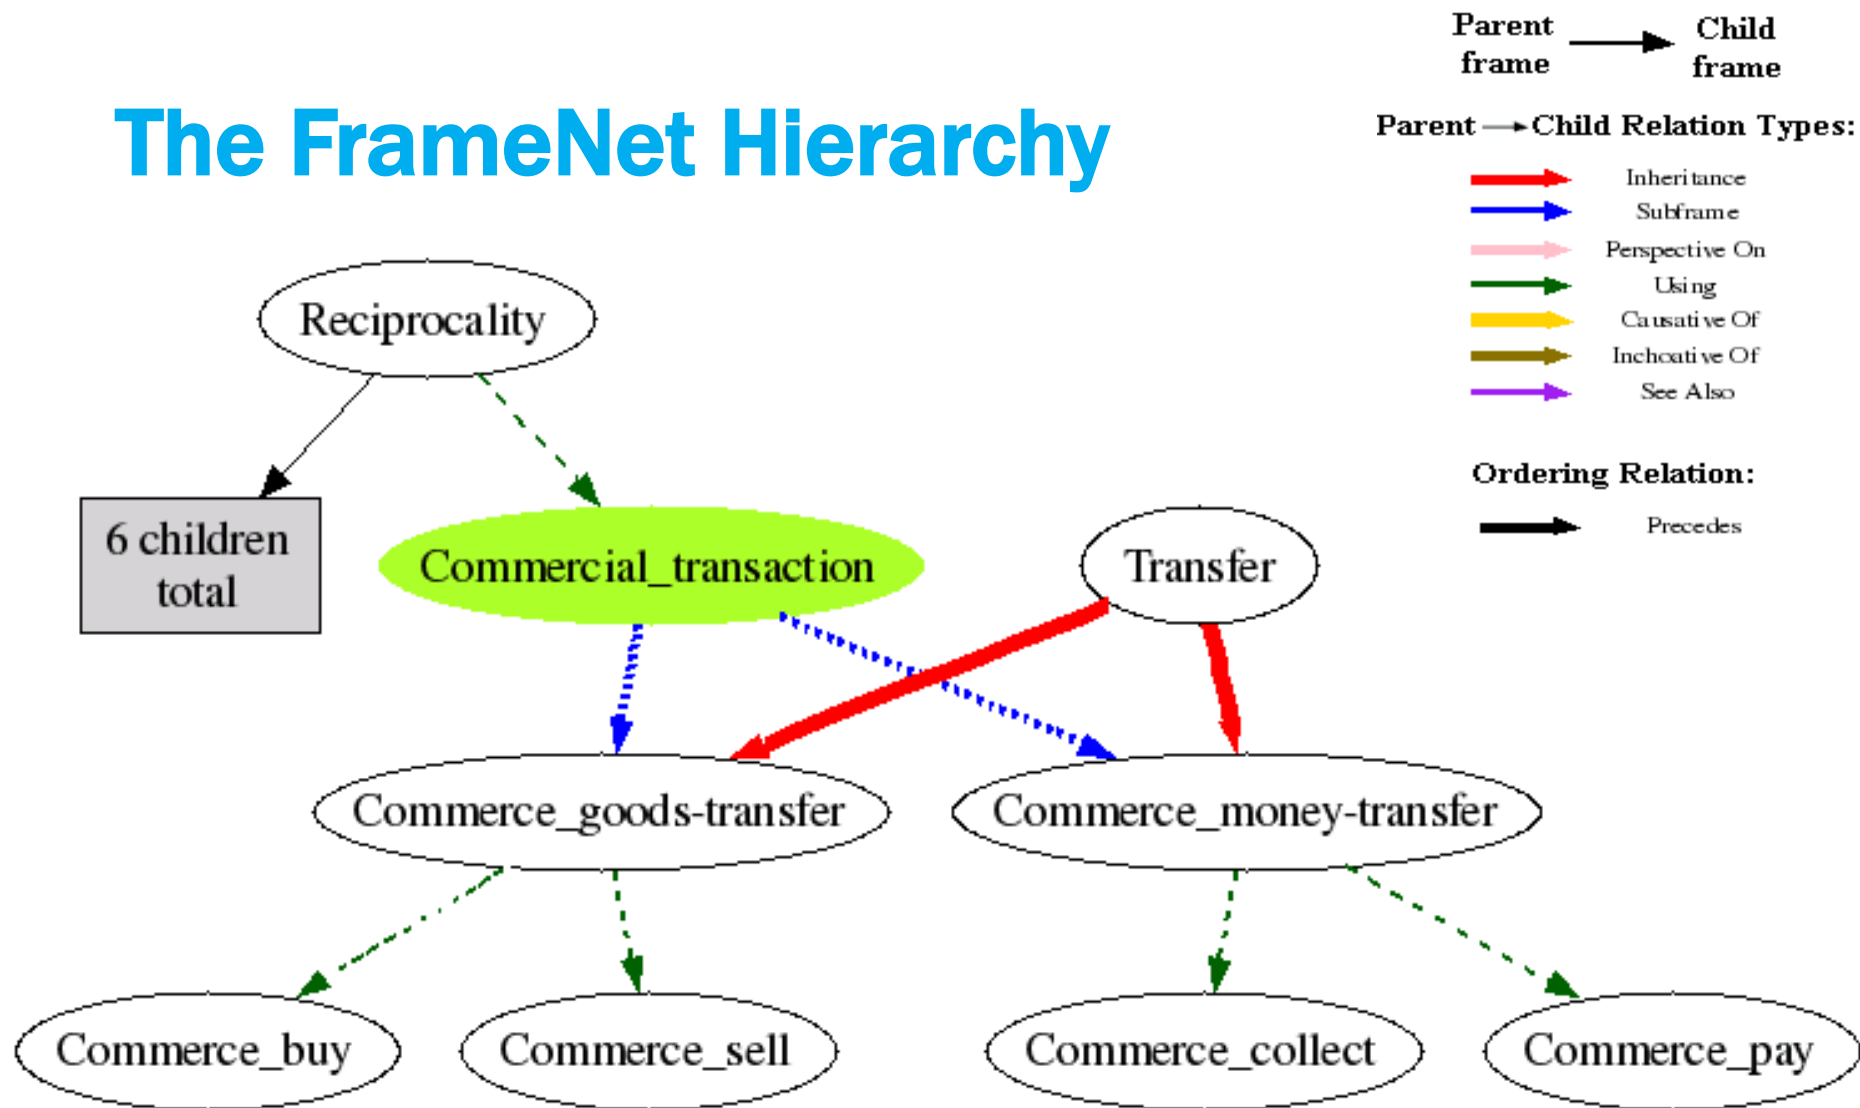 Parent Child
frame frame
The FrameNet Hierarchy
Parent Child Relation Types:
Inheritance
Subframe
Perspective On
Using
Causative Of
Inchoative Of
See Also
Ordering Relation:
Precedes
Reciprocality
6 children
total
Commercial_transaction
Transfer
Commerce_goods-transfer
Commerce_money-transfer
Commerce_buy
Commerce_sell
Commerce_collect
Commerce_pay